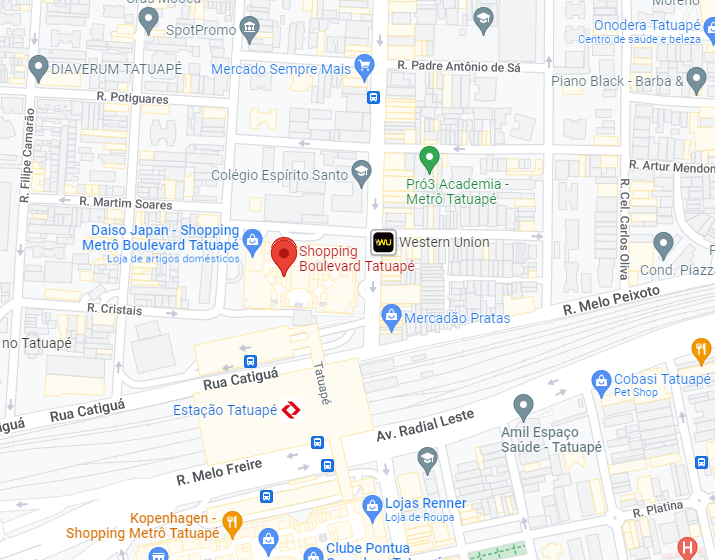 Moreno
SpotPromo
Onodera Tatuapé
Centro de saúde e beleza
DIAVERUM TATUAPÉ
Mercado Sempre Mais
R. Padre Antônio de Sá
Piano Black - Barba &
R. Potiguares
R. Filipe Camarão
Colégio Espírito Santo
Pró3 Academia -
Metrô Tatuapé
R. Artur Mendon
R. Martim Soares
R. Cel. Carlos Oliva
Daiso Japan - Shopping
Metrô Boulevard Tatuapé
Loja de artigos domésticos
WU
Western Union
Shopping
Boulevard Tatuapé
Cond. Piazza
R. Melo Peixoto
R. Cristais
Mercadão Pratas
no Tatuapé
Tatuapé
Rua Catiguá
Rua Catiguá
guá
Cobasi Tatuapé
Pet Shop
Estação Tatuapé
Av. Radial Leste
Amil Espaço
Saúde - Tatuapé
R. Melo Freire
Lojas Renner
Loja de Roupa
R. Platina
Kopenhagen -
Shopping Metrô Tatuapé
Clube Pontua
H